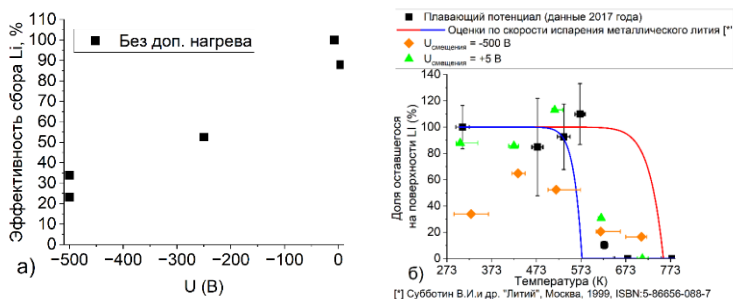 Без доп. нагрева
Эффективность сбора Li, %
110
100
90
80
70
60
50
40
30
20
10
0
−500 −400 −300 −200 −100 0
U (В)
а)
Плавающий потенциал (данные 2017 года)
Оценки по скорости испарения металлического лития [*]
Uсмещения = -500 В
Uсмещения = +5 В
Доля оставшегося
на поверхности LI (%)
140
120
100
80
60
40
20
0
273 373 473 573 673 773
Температура (К)
б)
[*] Субботин В.И.и др. "Литий", Москва, 1999, ISBN:5-86656-088-7